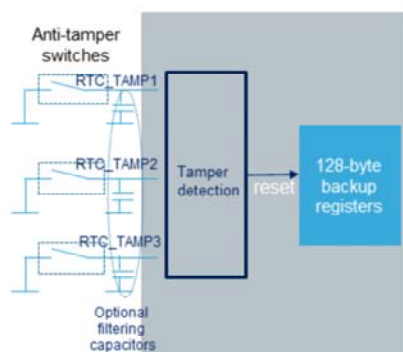 Anti-tamper
switches
RTC_TAMP1
RTC_TAMP2
RTC_TAMP3
Tamper
detection
reset
128-byte
backup
registers
Optional
filtering
capacitors